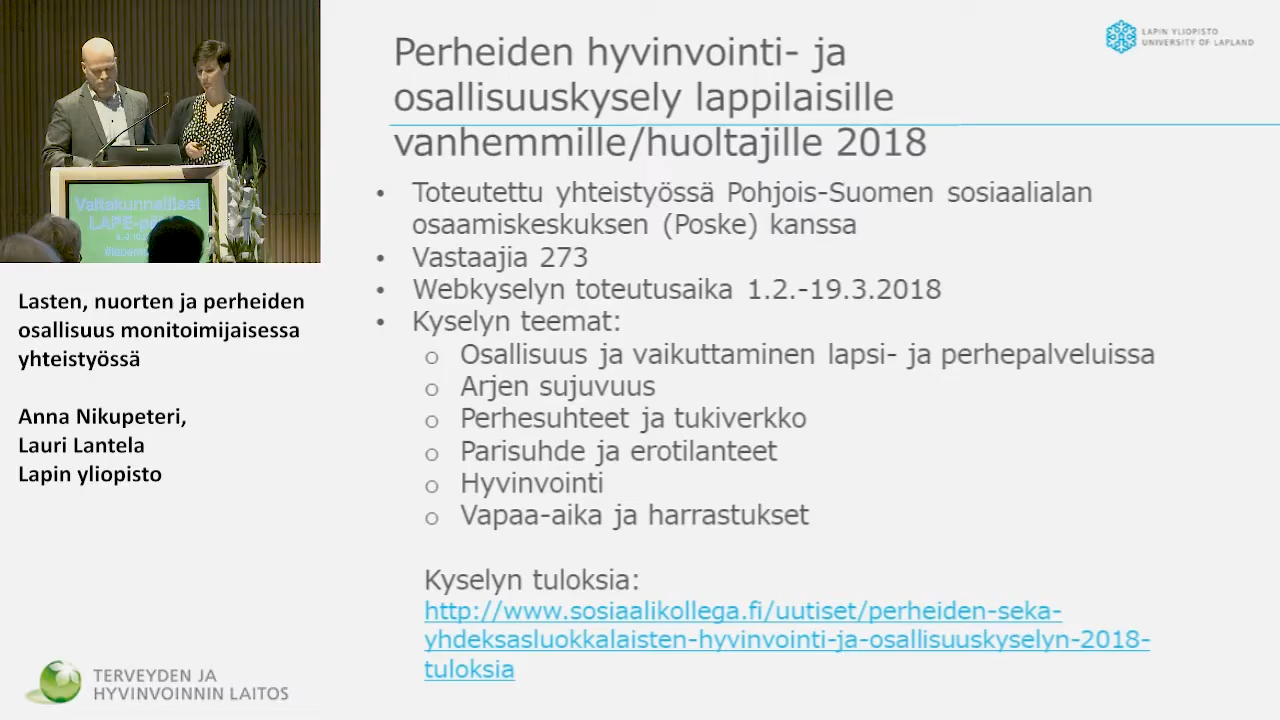 Perheiden hyvinvointi- ja
osallisuuskysely lappilaisille
vanhemmille/huoltajille 2018
LAPIN YLIOPISTO
UNIVERSITY OF LAPLAND
• Toteutettu yhteistyössä Pohjois-Suomen sosiaalialan
osaamiskeskuksen (Poske) kanssa
• Vastaajia 273
• Webkyselyn toteutusaika 1.2.-19.3.2018
• Kyselyn teemat:
o Osallisuus ja vaikuttaminen lapsi- ja perhepalveluissa
o Arjen sujuvuus
o Perhesuhteet ja tukiverkko
o Parisuhde ja erotilanteet
o Hyvinvointi
o Vapaa-aika ja harrastukset
Kyselyn tuloksia:
http://www.sosiaalikollega.fi/uutiset/perheiden-seka-
yhdeksasluokkalaisten-hyvinvointi-ja-osallisuuskyselyn-2018-
tuloksia
Valtakunnalliset
Lasten, nuorten ja perheiden
osallisuus monitoimijaisessa
yhteistyössä
Anna Nikupeteri,
Lauri Lantela
Lapin yliopisto
TERVEYDEN JA
HYVINVOINNIN LAITOS